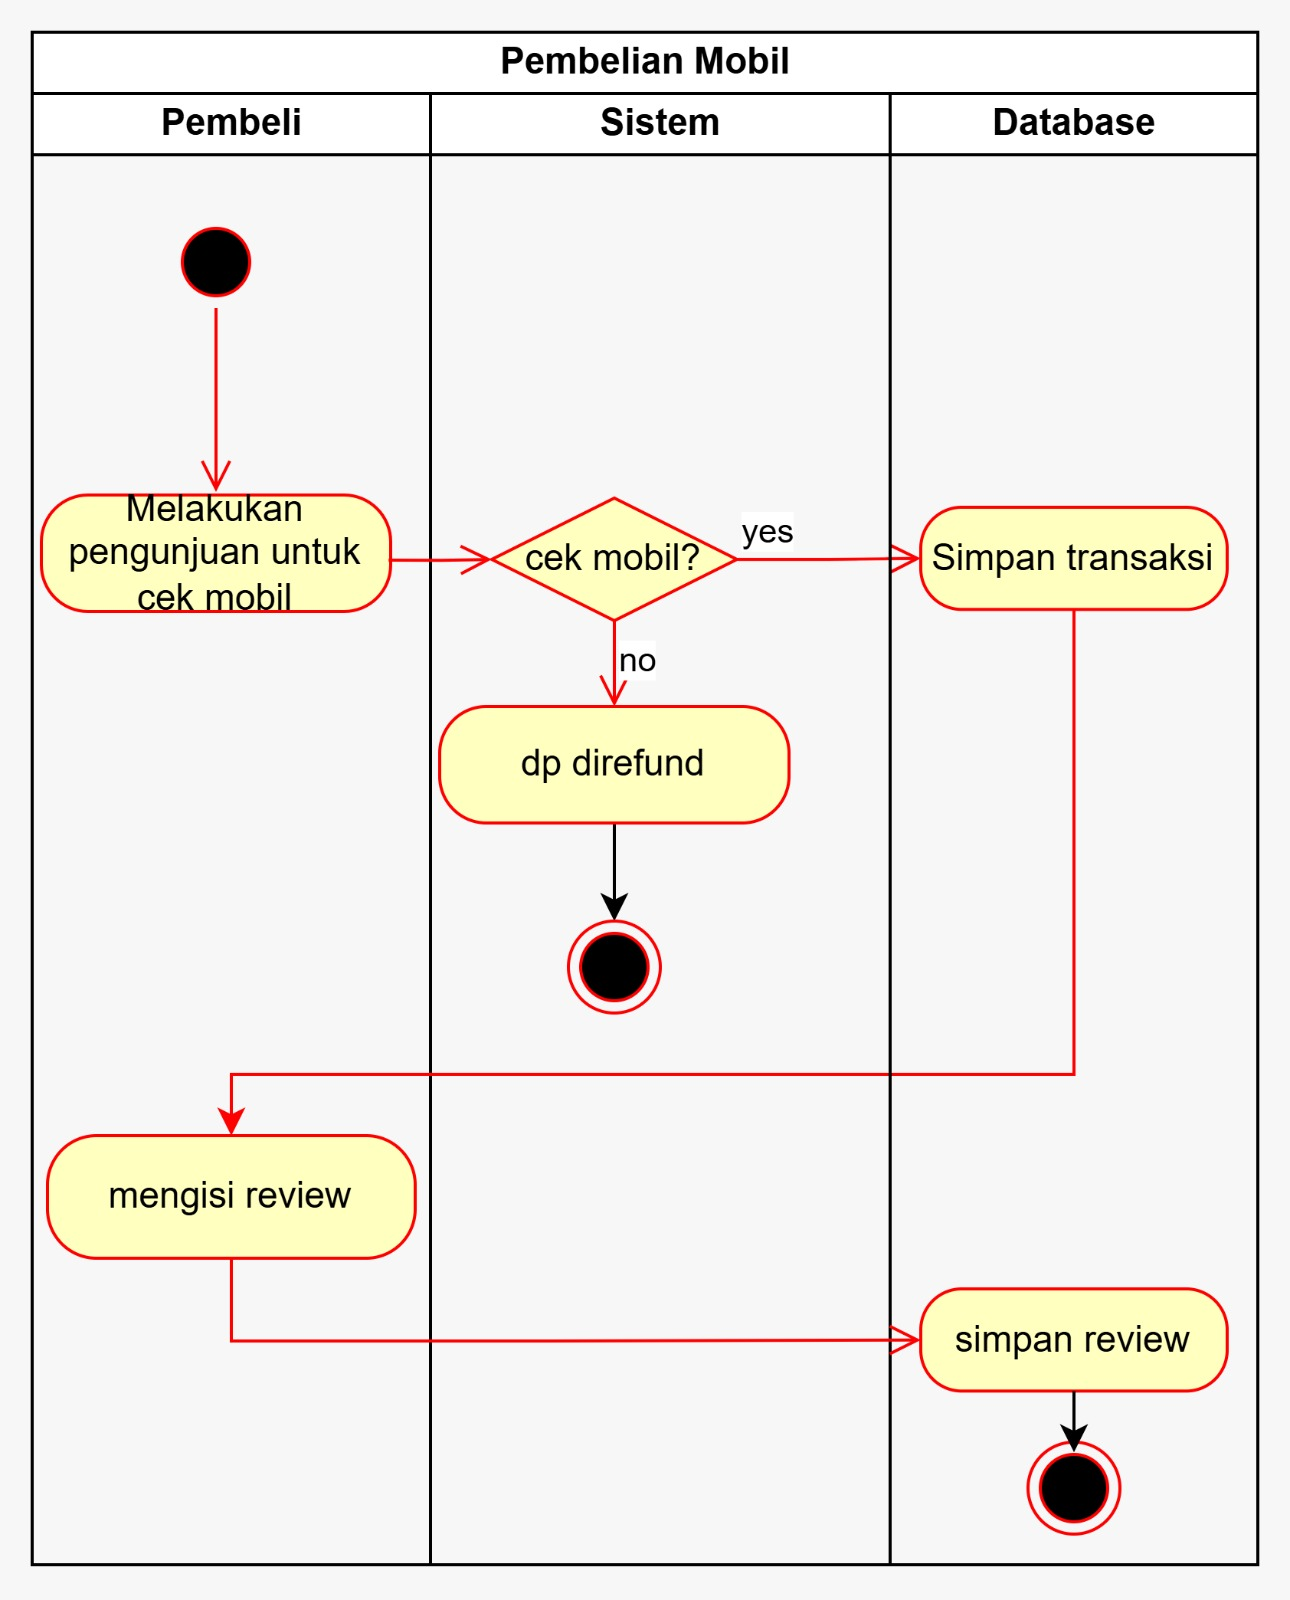 Pembelian Mobil
Pembeli
Sistem
Database
Melakukan
pengunjuan untuk
cek mobil
cek mobil?
yes
Simpan transaksi
no
dp direfund
mengisi review
simpan review